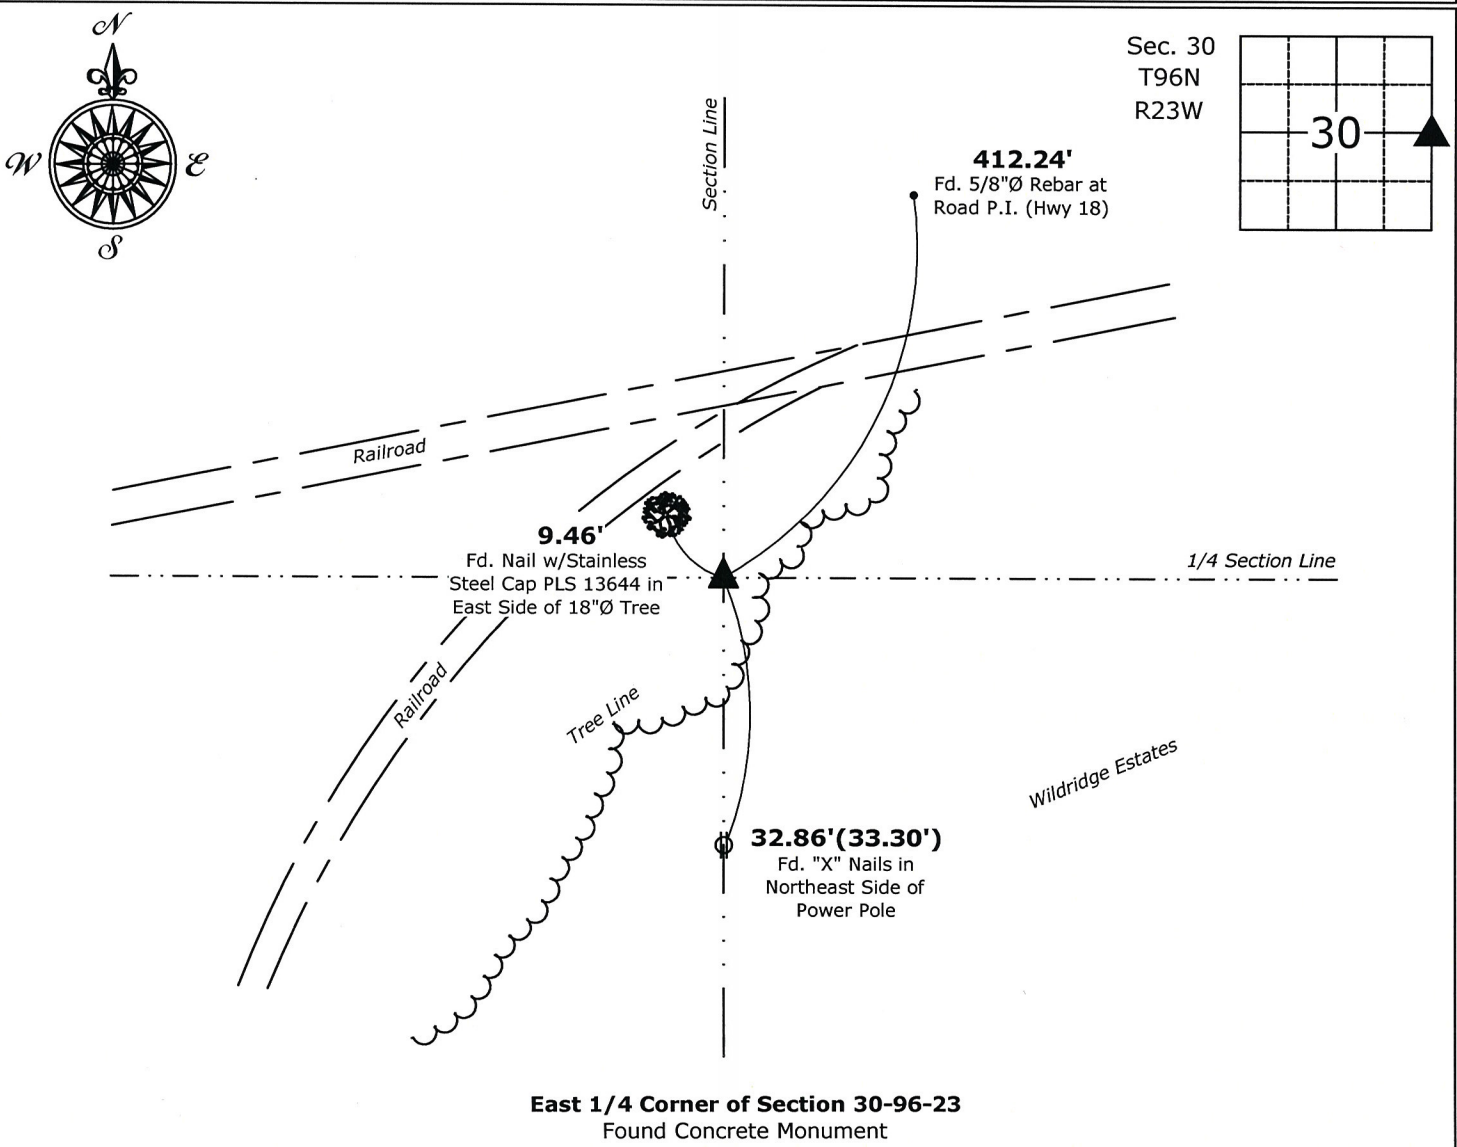 N
W
E
S
Sec. 30
T96N
R23W
30
Section Line
412.24'
Fd. 5/8"Ø Rebar at
Road P.I. (Hwy 18)
Railroad
9.46'
Fd. Nail w/Stainless
Steel Cap PLS 13644 in
East Side of 18"Ø Tree
1/4 Section Line
Railroad
Tree Line
Wildridge Estates
32.86'(33.30')
Fd. "X" Nails in
Northeast Side of
Power Pole
East 1/4 Corner of Section 30-96-23
Found Concrete Monument